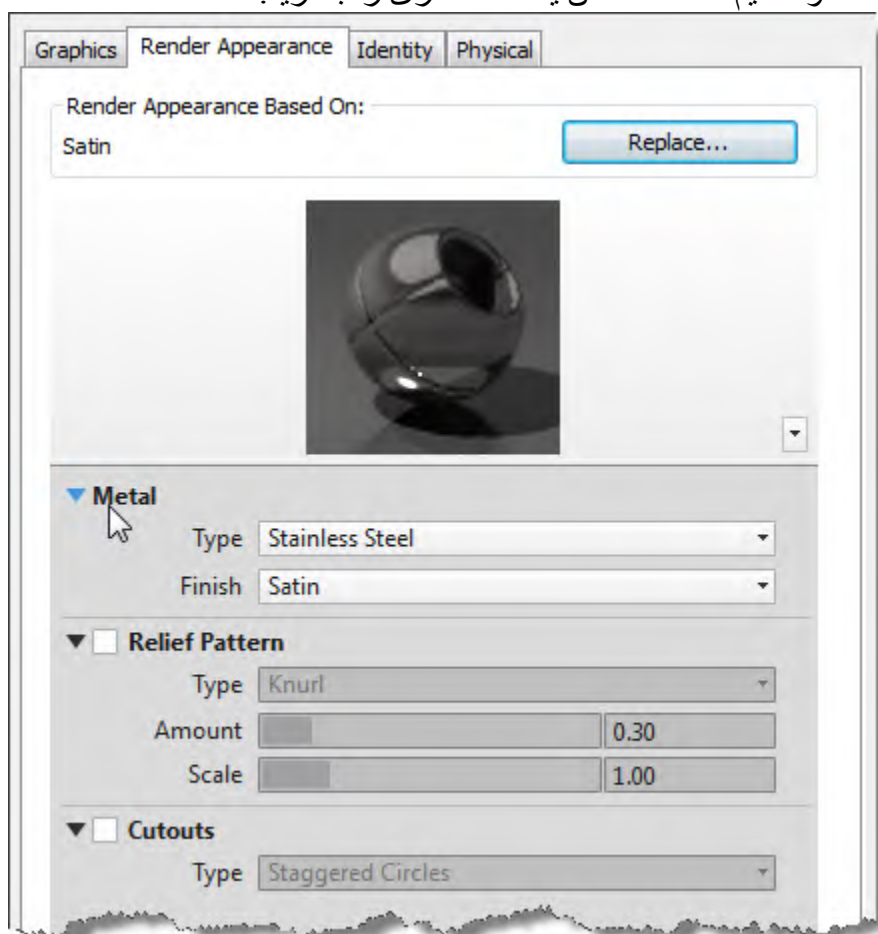 Graphics Render Appearance Identity Physical
Render Appearance Based On:
Satin Replace...
Metal
Type Stainless Steel
Finish Satin
Relief Pattern
Type Knurl
Amount 0.30
Scale 1.00
Cutouts
Type Staggered Circles